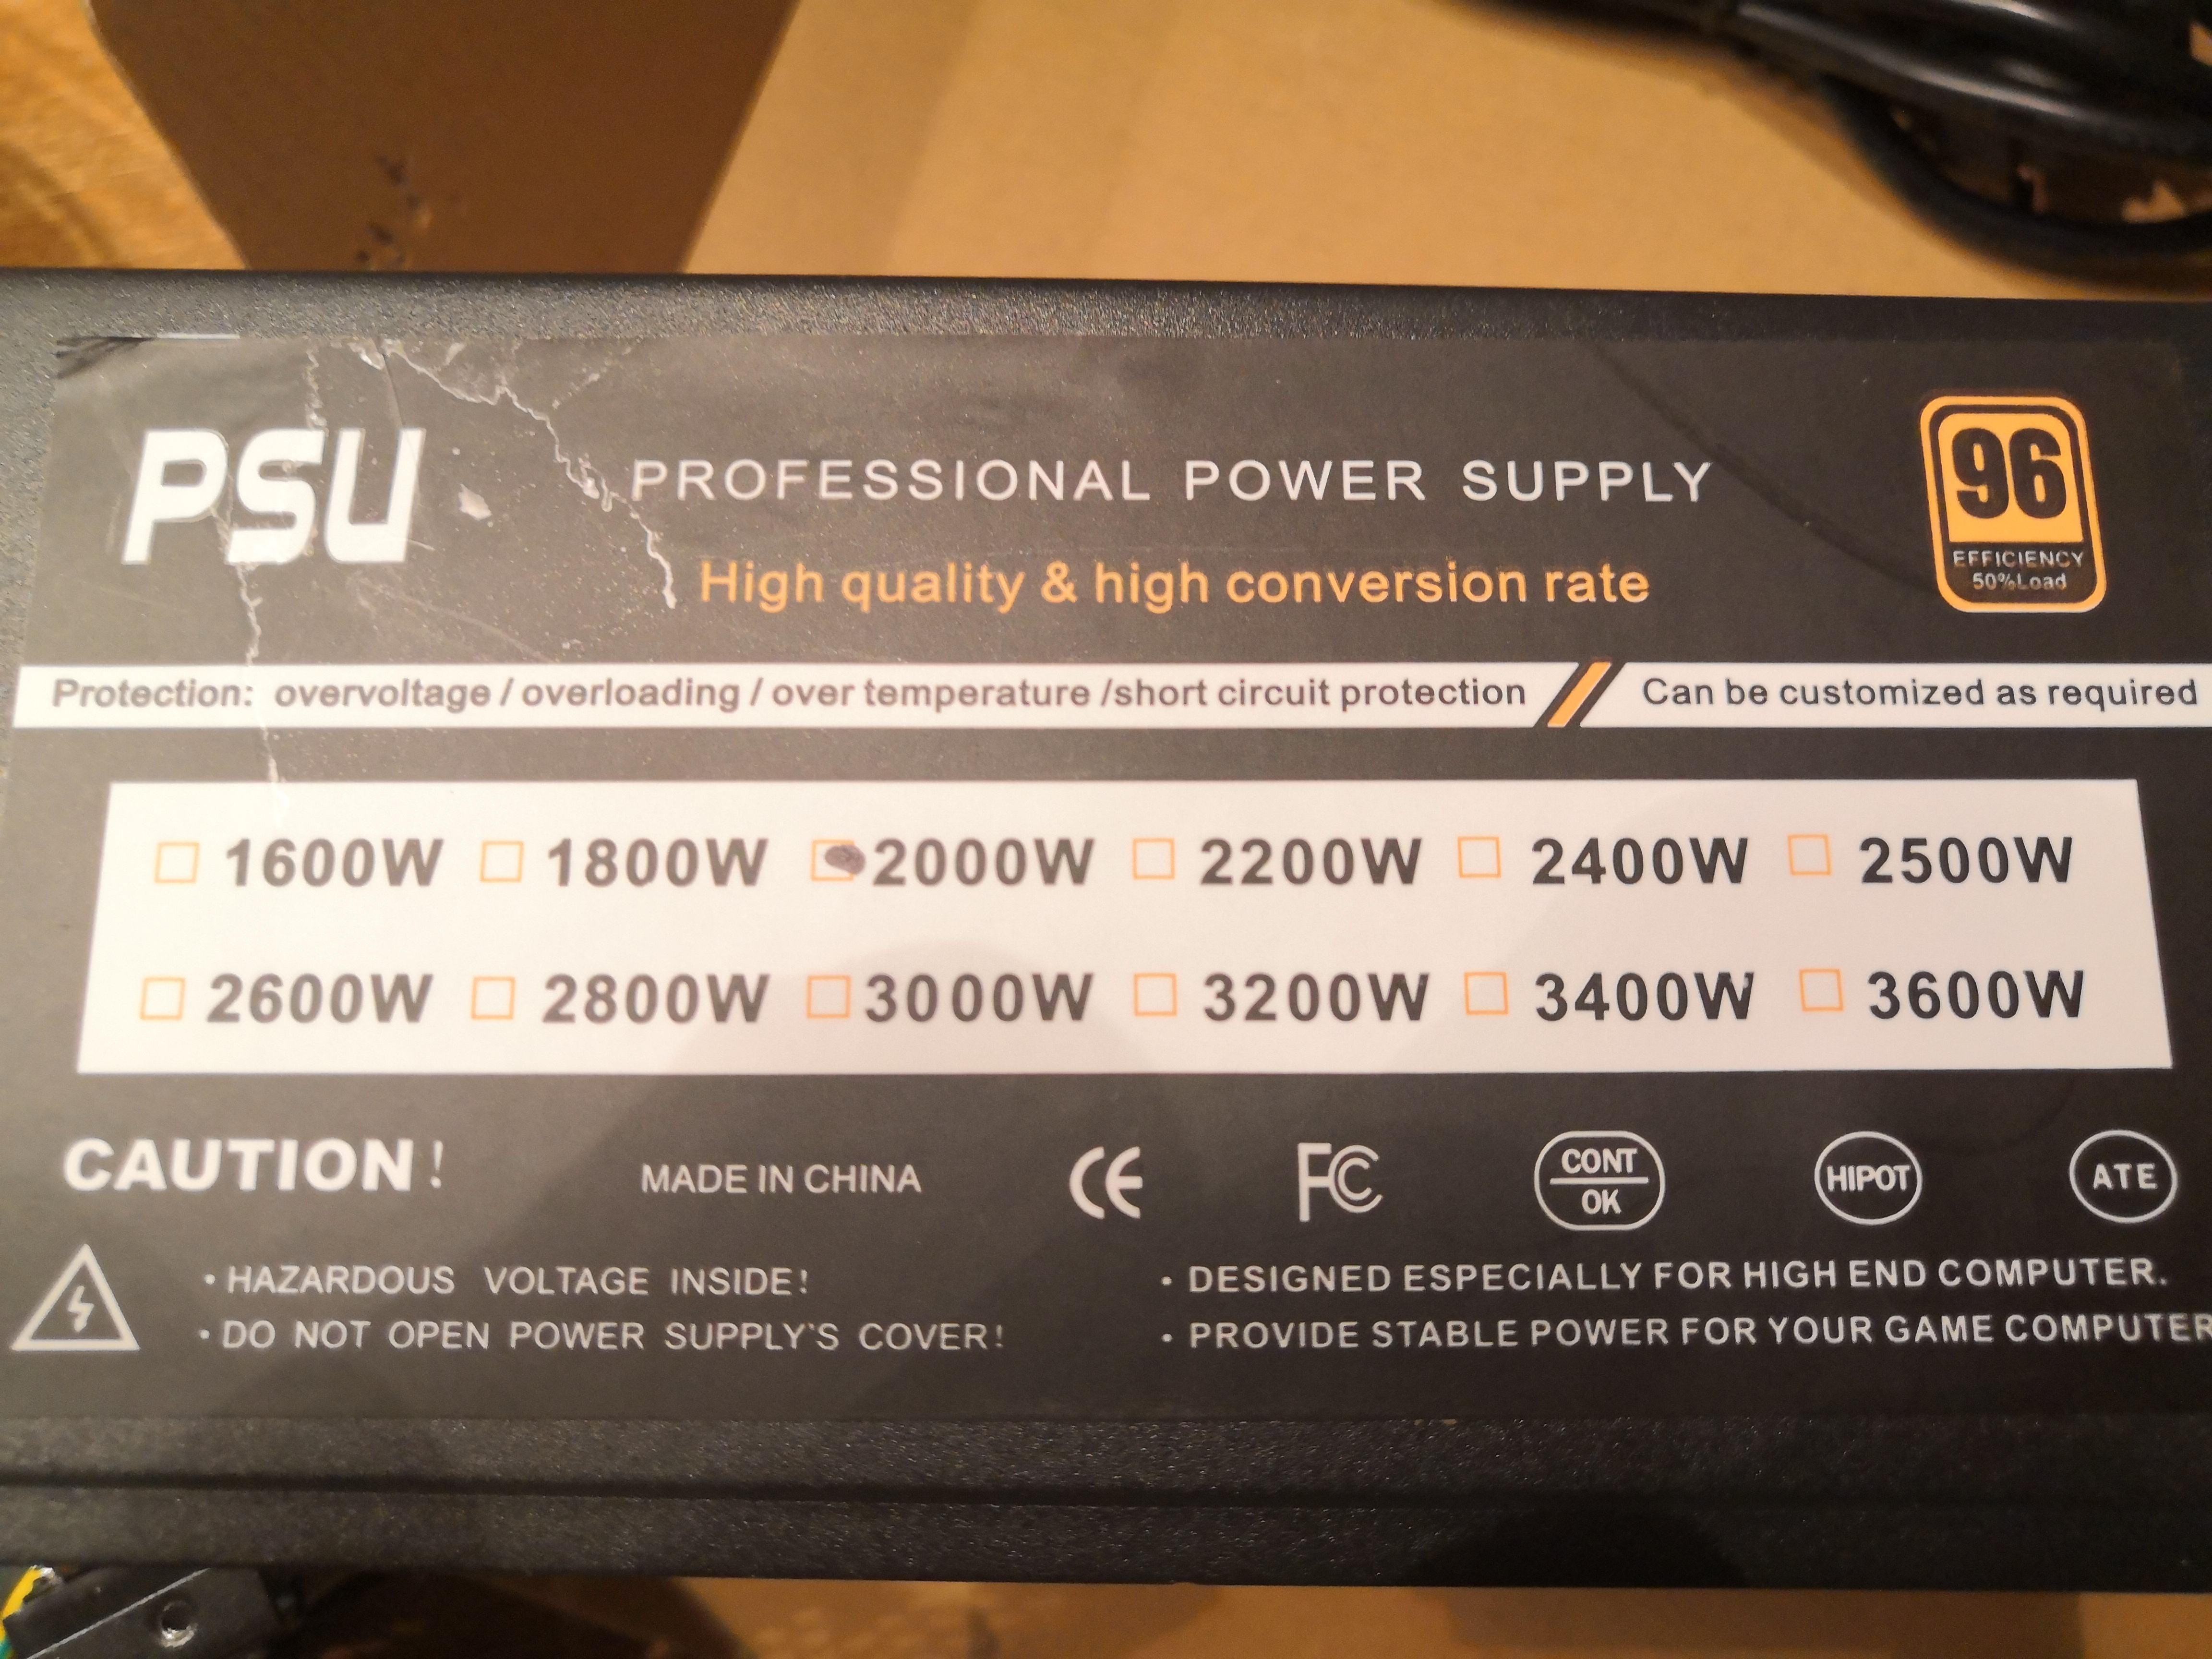 PSU
PROFESSIONAL POWER SUPPLY
High quality & high conversion rate
96
EFFICIENCY
50%Load
Protection: overvoltage / overloading / over temperature /short circuit protection
Can be customized as required
1600W 1800W 2000W 2200W 2400W 2500W
2600W 2800W 3000W 3200W 3400W 3600W
CAUTION!
MADE IN CHINA
CE
FC
CONT
OK
HIPOT
ATE
• HAZARDOUS VOLTAGE INSIDE!
• DO NOT OPEN POWER SUPPLY'S COVER!
• DESIGNED ESPECIALLY FOR HIGH END COMPUTER.
• PROVIDE STABLE POWER FOR YOUR GAME COMPUTER